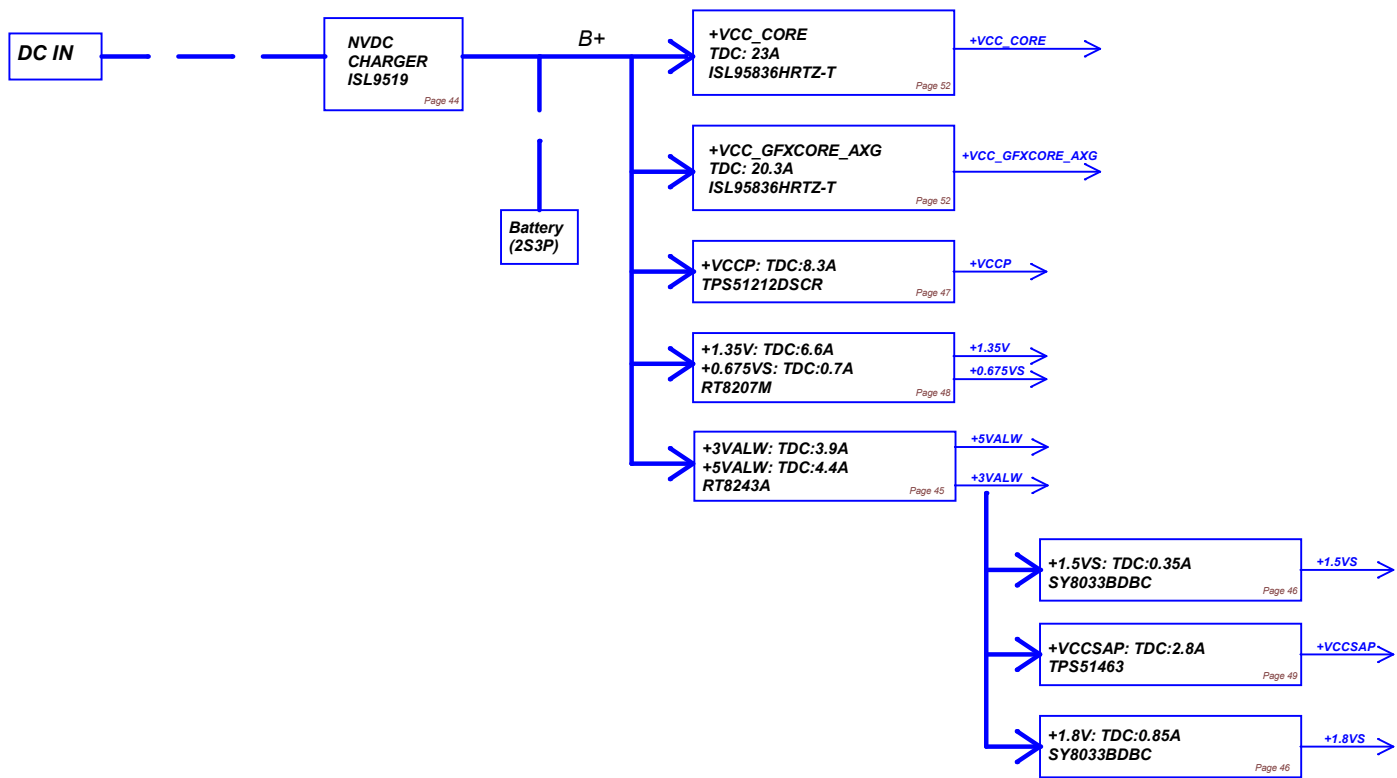 DC IN
NVDC
CHARGER
ISL9519
Page 44
B+
Battery
(2S3P)
+VCC_CORE
TDC: 23A
ISL95836HRTZ-T
Page 52
+VCC_CORE
+VCC_GFXCORE_AXG
TDC: 20.3A
ISL95836HRTZ-T
Page 52
+VCC_GFXCORE_AXG
+VCCP: TDC:8.3A
TPS51212DSCR
Page 47
+VCCP
+1.35V: TDC:6.6A
+0.675VS: TDC:0.7A
RT8207M
Page 48
+1.35V
+0.675VS
+3VALW: TDC:3.9A
+5VALW: TDC:4.4A
RT8243A
Page 45
+5VALW
+3VALW
+1.5VS: TDC:0.35A
SY8033BDBC
Page 46
+1.5VS
+VCCSAP: TDC:2.8A
TPS51463
Page 49
+VCCSAP
+1.8V: TDC:0.85A
SY8033BDBC
Page 46
+1.8VS